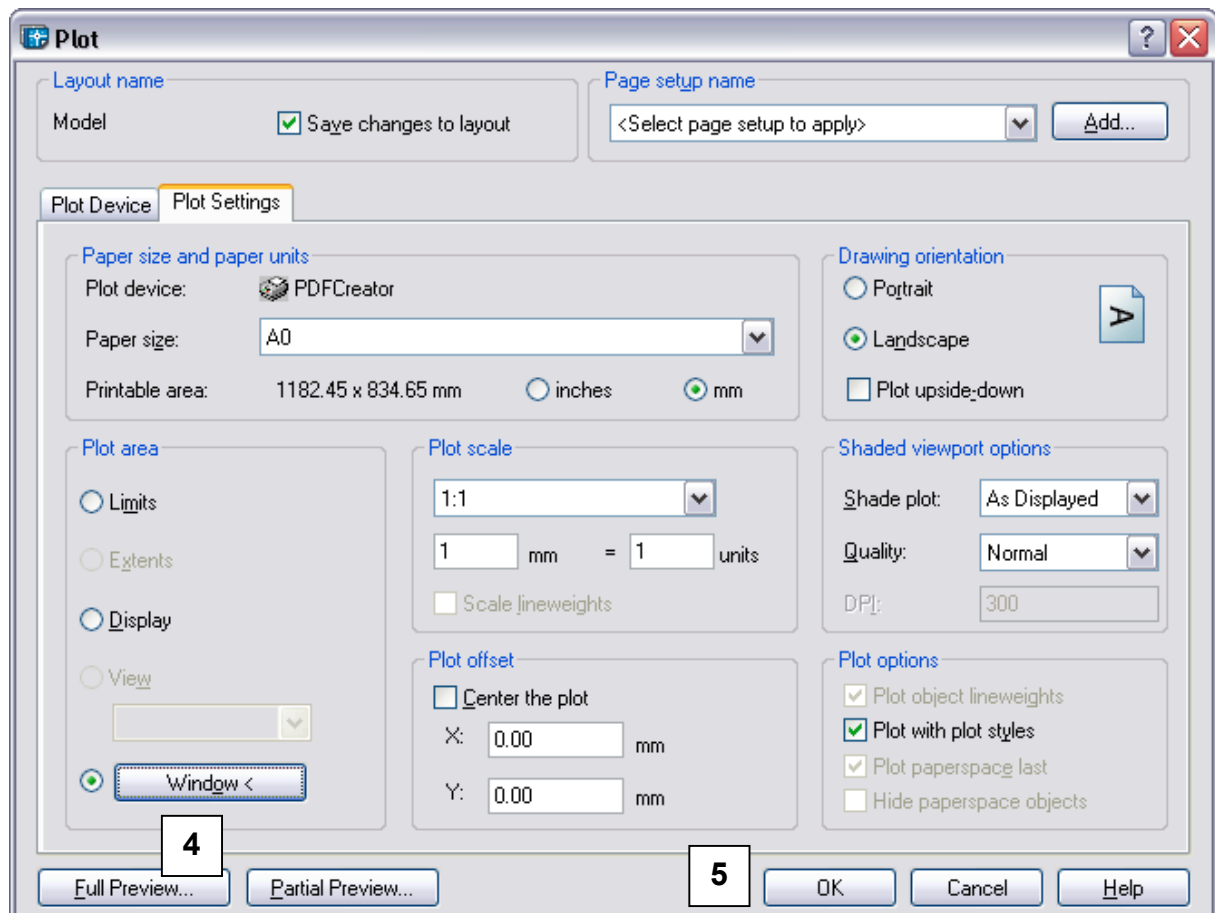 Plot
Layout name
Model
Save changes to layout
Page setup name
<Select page setup to apply>
Add...
Plot Device
Plot Settings
Paper size and paper units
Plot device:
PDFCreator
Paper size:
A0
Printable area:
1182.45 x 834.65 mm
inches
mm
Drawing orientation
Portrait
Landscape
Plot upside-down
A
Plot area
Limits
Extents
Display
View
Window <
Plot scale
1:1
1 mm = 1 units
Scale lineweights
Shaded viewport options
Shade plot:
As Displayed
Quality:
Normal
DPI:
300
Plot offset
Center the plot
X: 0.00 mm
Y: 0.00 mm
Plot options
Plot object lineweights
Plot with plot styles
Plot paperspace last
Hide paperspace objects
4
5
Full Preview...
Partial Preview...
OK
Cancel
Help